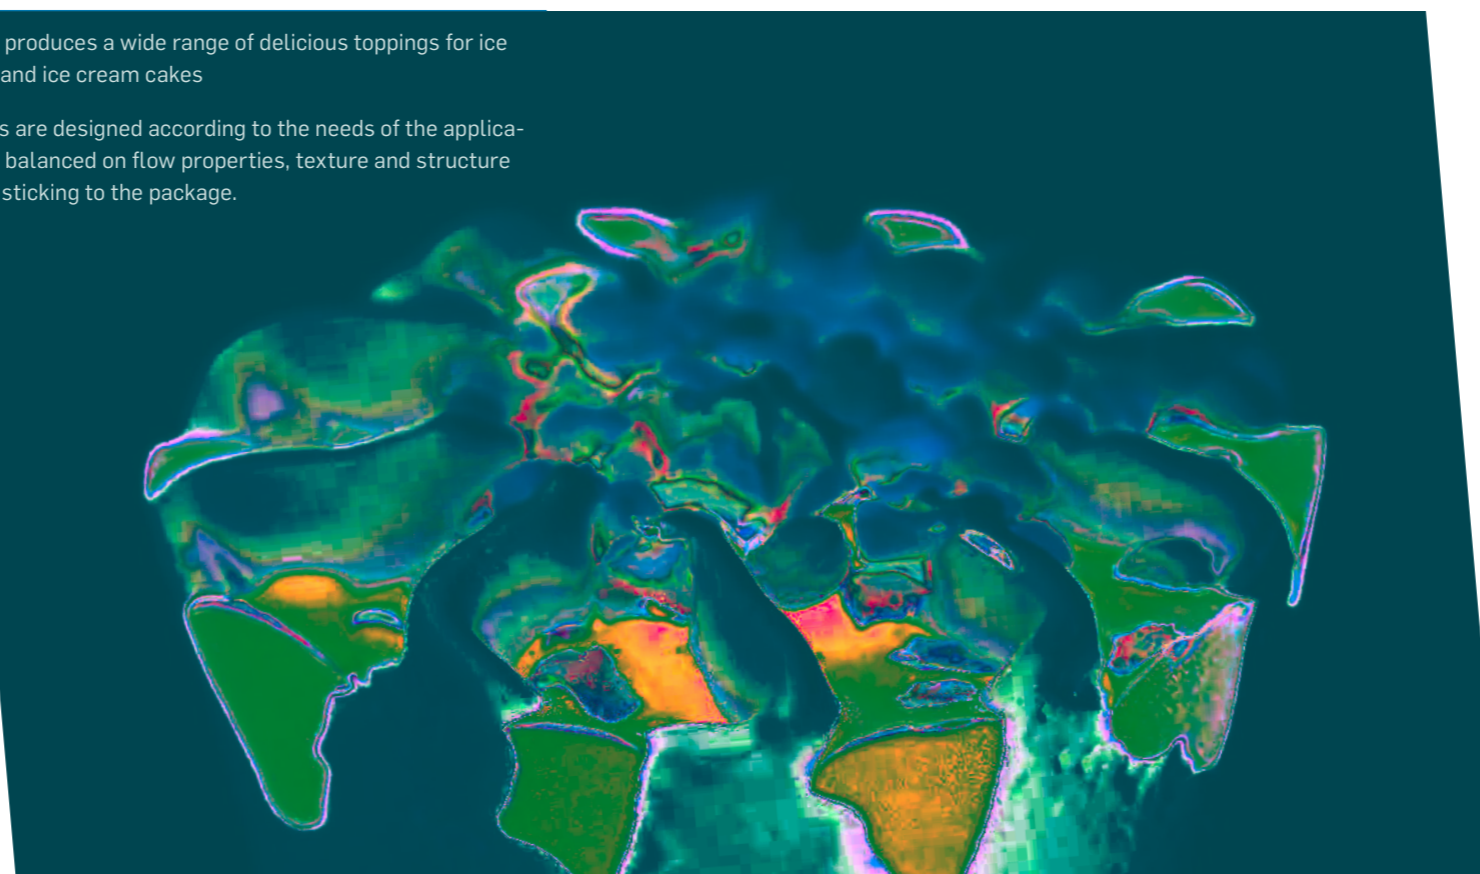 produces a wide range of delicious toppings for ice
and ice cream cakes
s are designed according to the needs of the applica-
balanced on flow properties, texture and structure
sticking to the package.